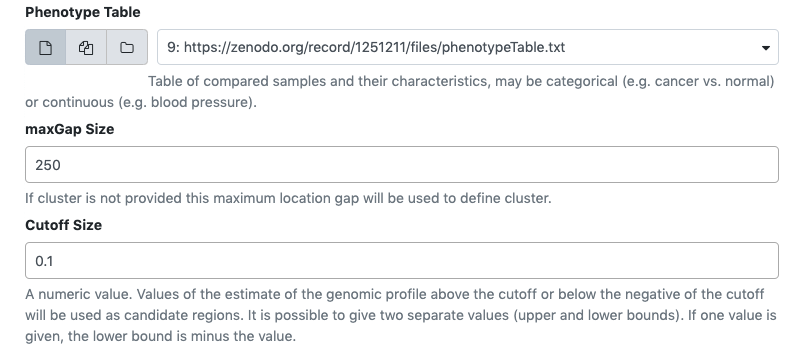 Phenotype Table
9: https://zenodo.org/record/1251211/files/phenotypeTable.txt
Table of compared samples and their characteristics, may be categorical (e.g. cancer vs. normal)
or continuous (e.g. blood pressure).
maxGap Size
250
If cluster is not provided this maximum location gap will be used to define cluster.
Cutoff Size
0.1
A numeric value. Values of the estimate of the genomic profile above the cutoff or below the negative of the cutoff
will be used as candidate regions. It is possible to give two separate values (upper and lower bounds). If one value is
given, the lower bound is minus the value.